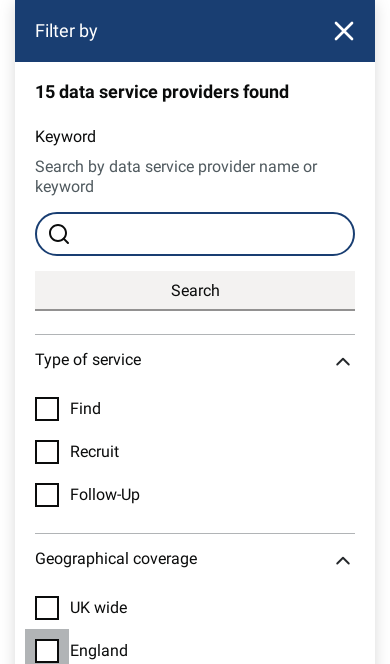 Filter by
15 data service providers found
Keyword
Search by data service provider name or
keyword
Search
Type of service
Find
Recruit
Follow-Up
Geographical coverage
UK wide
England